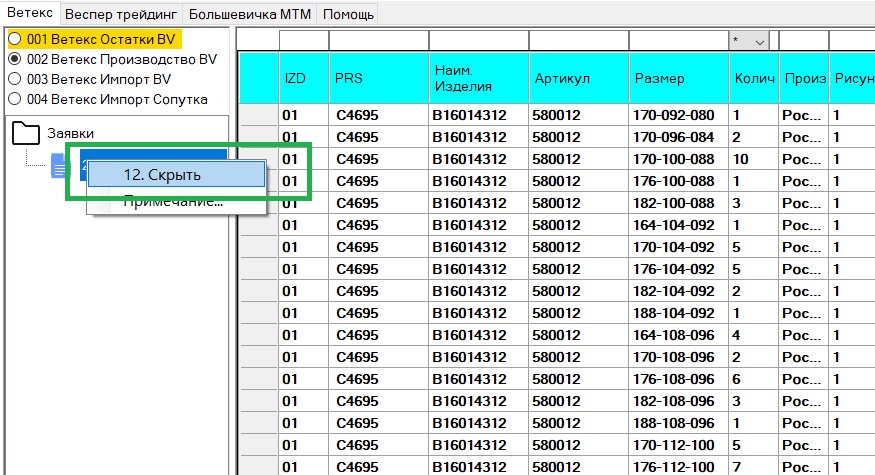 Ветекс Веспер трейдинг Большевичка МТМ Помощь
001 Ветекс Остатки BV
002 Ветекс Производство BV
003 Ветекс Импорт BV
004 Ветекс Импорт Сопутка
Заявки
12. Скрыть
Примечание...
*
IZD PRS Наим. Изделия Артикул Размер Колич Произ Рисун
01 C4695 B16014312 580012 170-092-080 1 Рос... 1
01 C4695 B16014312 580012 170-096-084 2 Рос... 1
01 C4695 B16014312 580012 170-100-088 10 Рос... 1
01 C4695 B16014312 580012 176-100-088 1 Рос... 1
01 C4695 B16014312 580012 182-100-088 3 Рос... 1
01 C4695 B16014312 580012 164-104-092 1 Рос... 1
01 C4695 B16014312 580012 170-104-092 5 Рос... 1
01 C4695 B16014312 580012 176-104-092 5 Рос... 1
01 C4695 B16014312 580012 182-104-092 2 Рос... 1
01 C4695 B16014312 580012 188-104-092 1 Рос... 1
01 C4695 B16014312 580012 164-108-096 4 Рос... 1
01 C4695 B16014312 580012 170-108-096 2 Рос... 1
01 C4695 B16014312 580012 176-108-096 6 Рос... 1
01 C4695 B16014312 580012 182-108-096 3 Рос... 1
01 C4695 B16014312 580012 188-108-096 1 Рос... 1
01 C4695 B16014312 580012 170-112-100 5 Рос... 1
01 C4695 B16014312 580012 176-112-100 7 Рос... 1